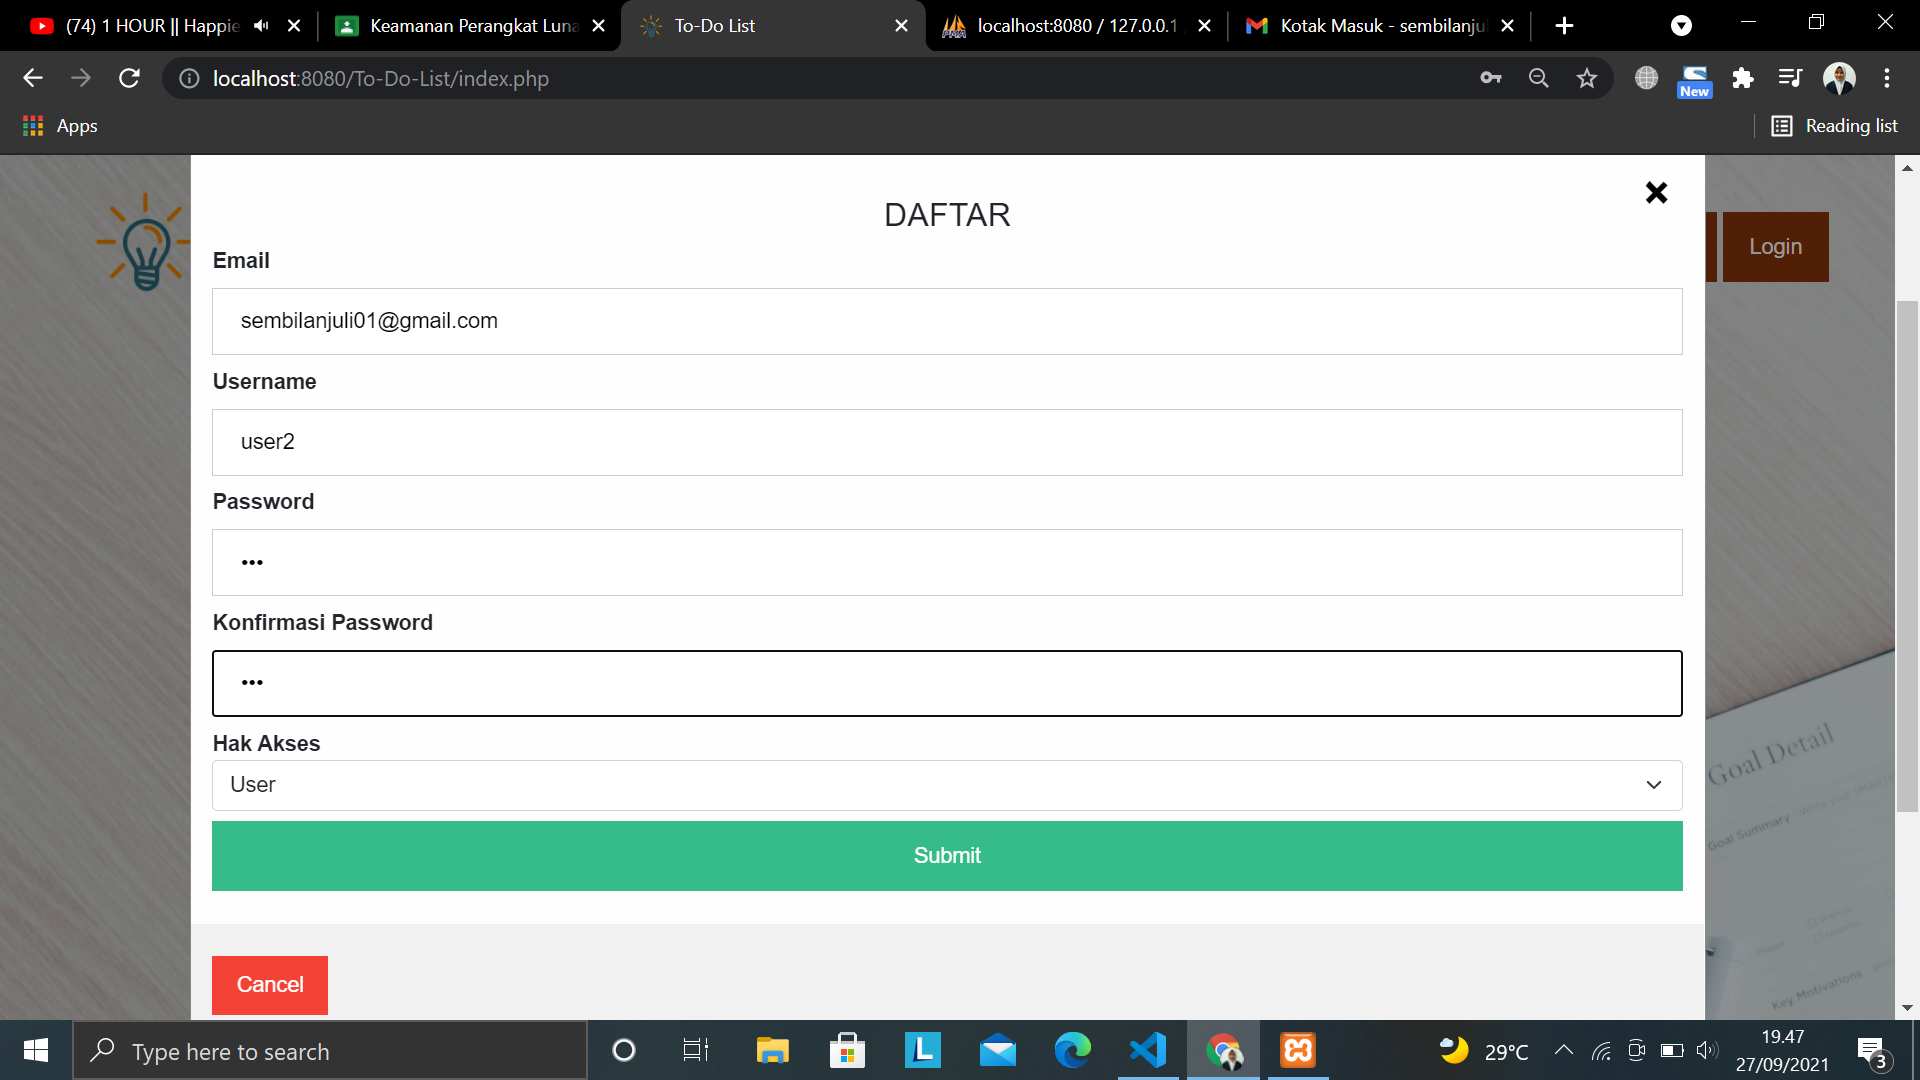 (74) 1 HOUR || Happie
Keamanan Perangkat Luna
To-Do List
localhost:8080 / 127.0.0.1
Kotak Masuk - sembilanju
localhost:8080/To-Do-List/index.php
New
Apps
Reading list
DAFTAR
Login
Email
sembilanjuli01@gmail.com
Username
user2
Password
•••
Konfirmasi Password
•••
Hak Akses
User
Submit
Cancel
Goal Detail
Goal Summary
Key Motivations
Type here to search
29°C
19.47
27/09/2021
3